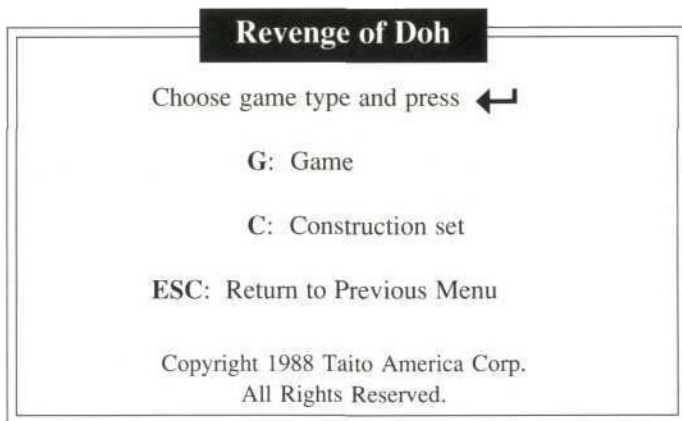 Revenge of Doh
Choose game type and press
G: Game
C: Construction set
ESC: Return to Previous Menu
Copyright 1988 Taito America Corp.
All Rights Reserved.